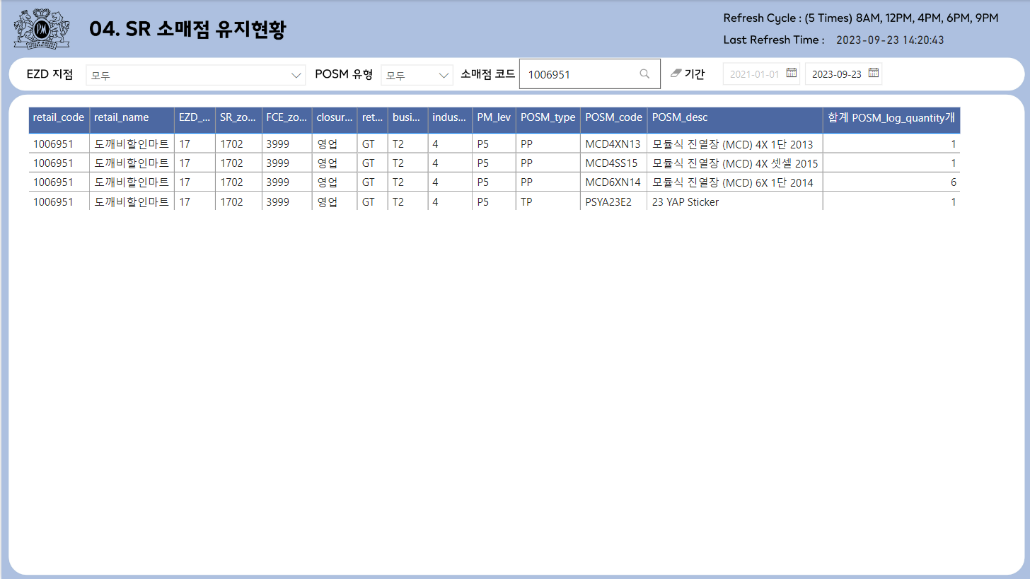 04. SR 소매점 유지현황
Refresh Cycle : (5 Times) 8AM, 12PM, 4PM, 6PM, 9PM
Last Refresh Time : 2023-09-23 14:20:43
EZD 지점 모두 POSM 유형 모두 소매점 코드 1006951 기간 2021-01-01 2023-09-23
retail_code retail_name EZD_... SR_zo... FCE_zo... closur... ret... busi... indus... PM_lev POSM_type POSM_code POSM_desc 합계 POSM_log_quantity개
1006951 도깨비할인마트 17 1702 3999 영업 GT T2 4 P5 PP MCD4XN13 모듈식 진열장 (MCD) 4X 1단 2013 1
1006951 도깨비할인마트 17 1702 3999 영업 GT T2 4 P5 PP MCD4SS15 모듈식 진열장 (MCD) 4X 셋셀 2015 1
1006951 도깨비할인마트 17 1702 3999 영업 GT T2 4 P5 PP MCD6XN14 모듈식 진열장 (MCD) 6X 1단 2014 6
1006951 도깨비할인마트 17 1702 3999 영업 GT T2 4 P5 TP PSYA23E2 23 YAP Sticker 1